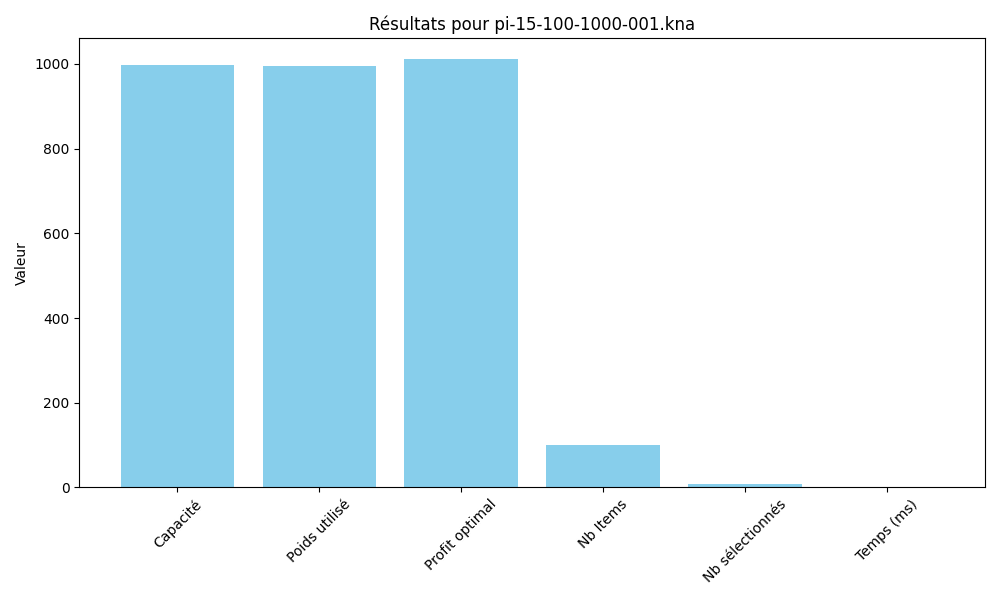 Résultats pour pi-15-100-1000-001.kna
Valeur
1000
800
600
400
200
0
Capacité
Poids utilisé
Profit optimal
Nb Items
Nb sélectionnés
Temps (ms)